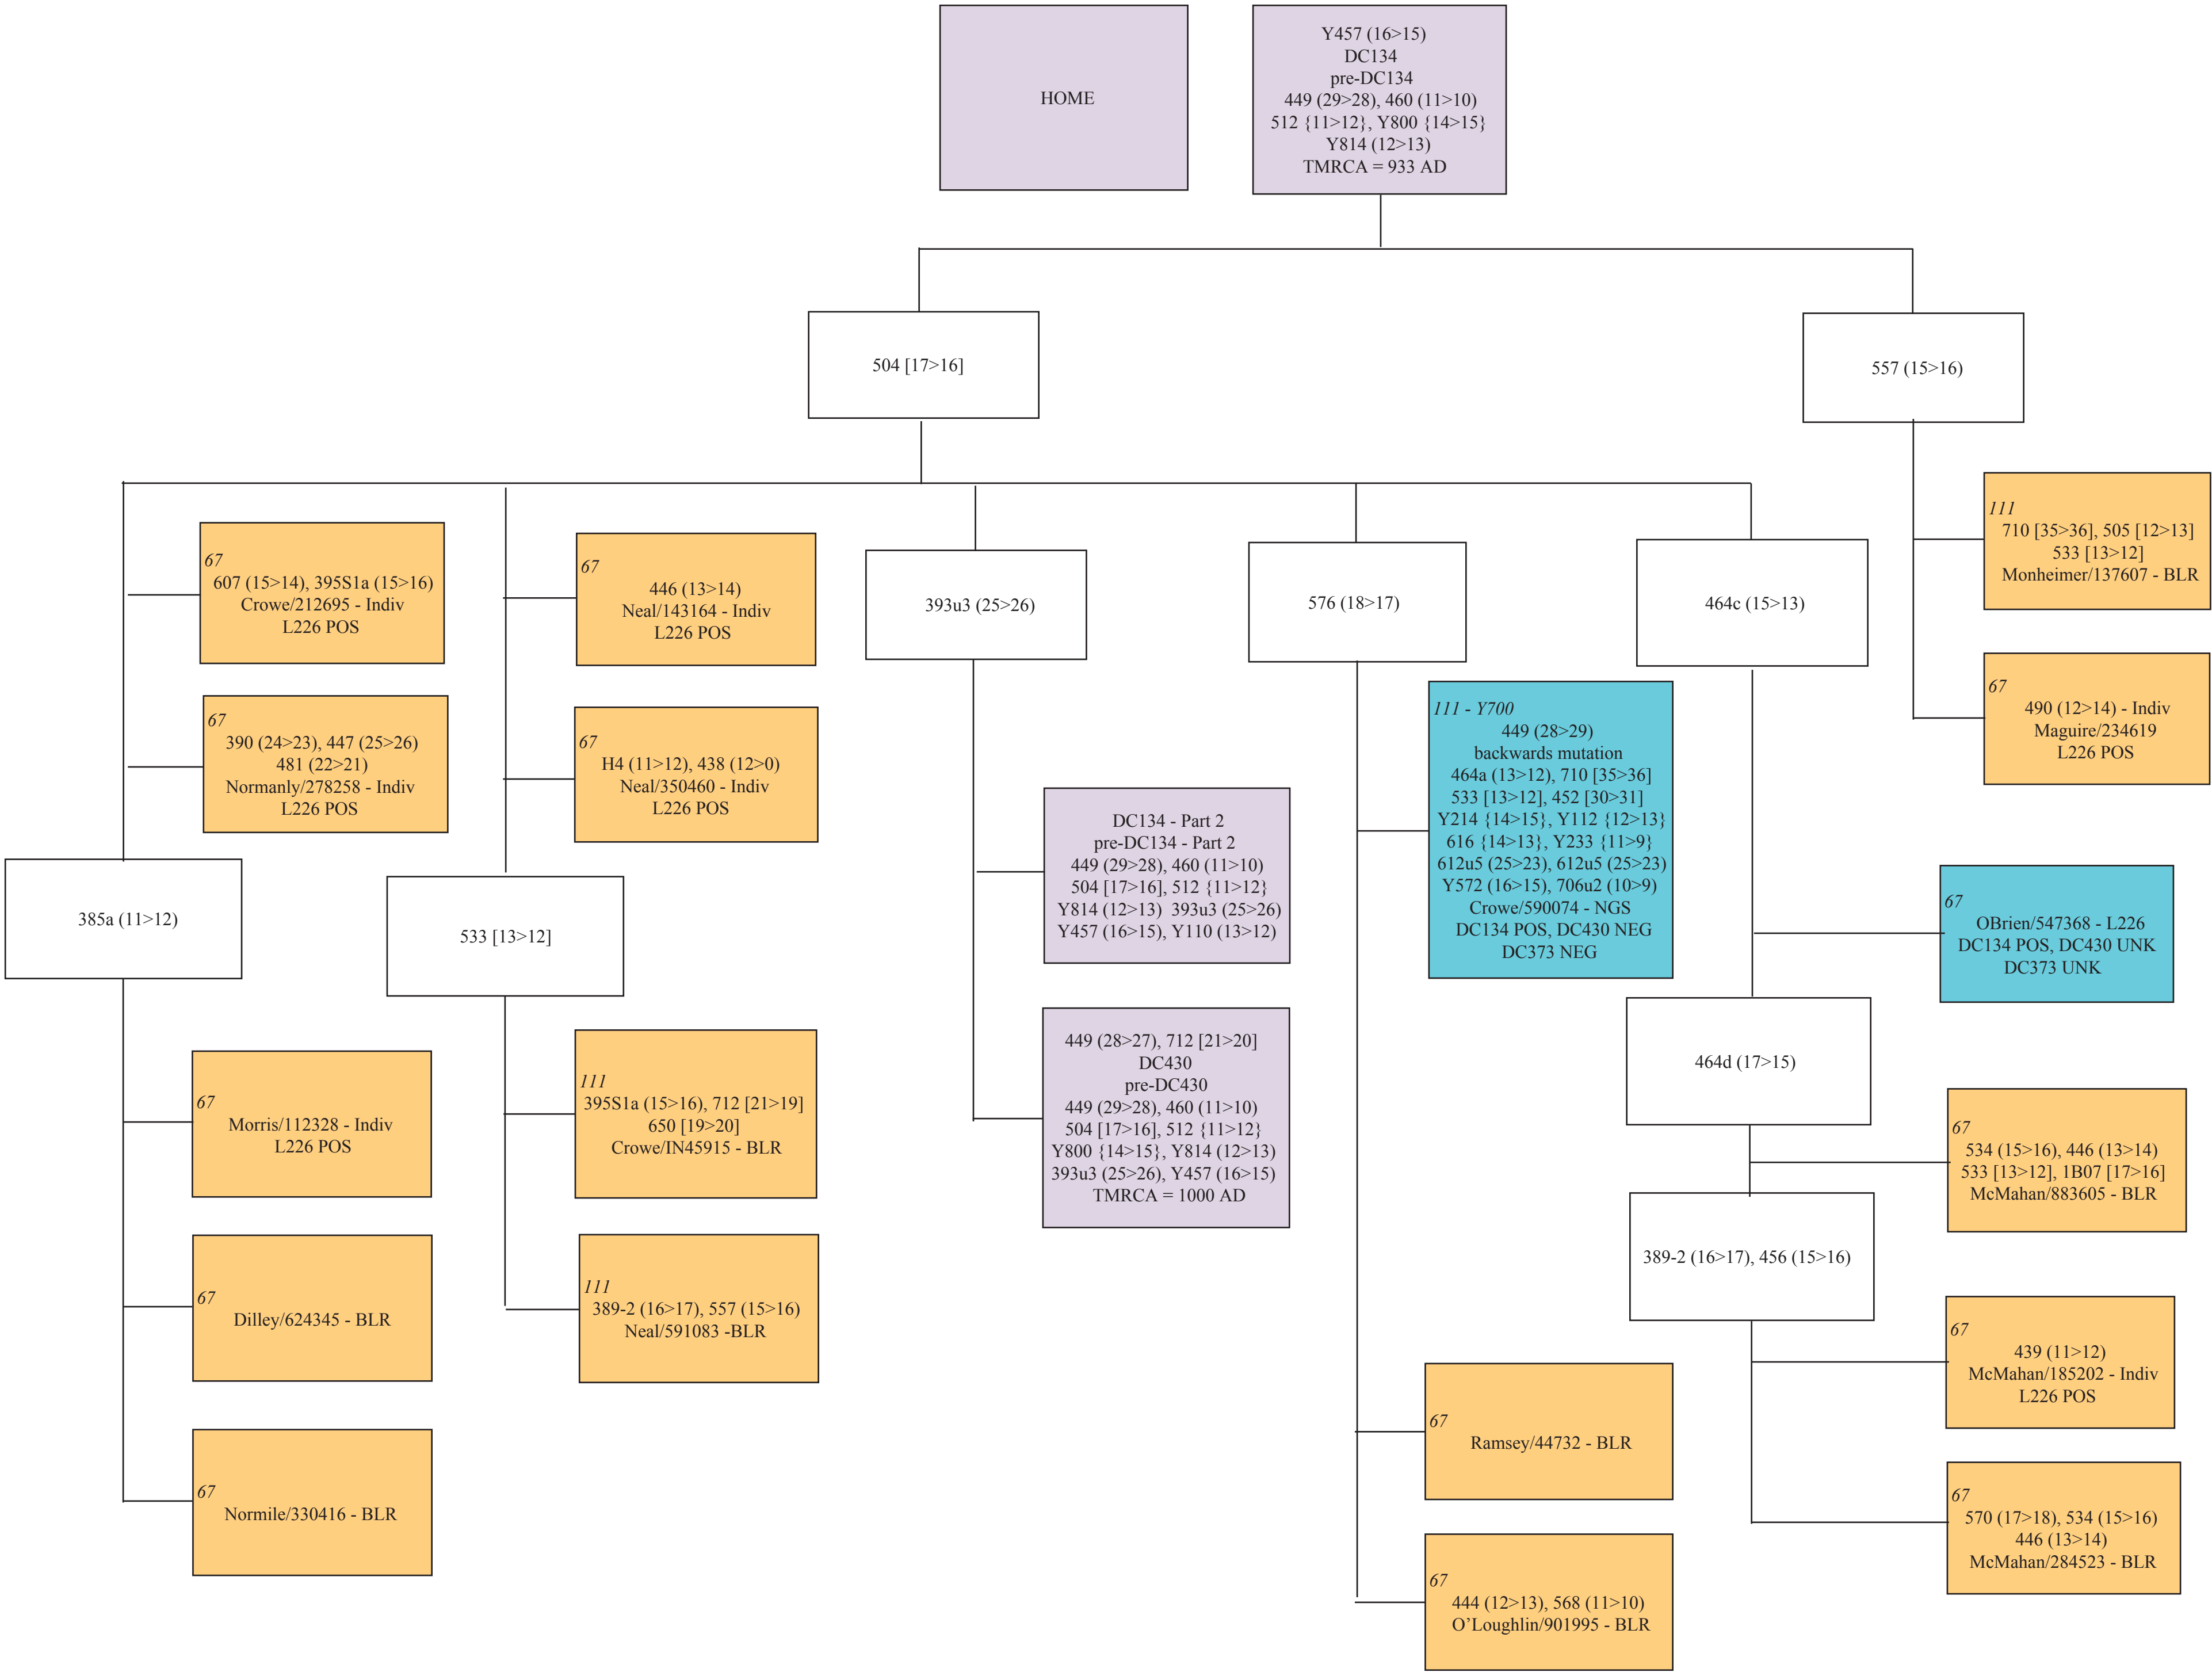 HOME
Y457 (16>15)
DC134
pre-DC134
449 (29>28), 460 (11>10)
512 {11>12}, Y800 {14>15}
Y814 (12>13)
TMRCA = 933 AD
504 [17>16]
557 (15>16)
67
607 (15>14), 395S1a (15>16)
Crowe/212695 - Indiv
L226 POS
67
390 (24>23), 447 (25>26)
481 (22>21)
Normanly/278258 - Indiv
L226 POS
385a (11>12)
67
Morris/112328 - Indiv
L226 POS
67
Dilley/624345 - BLR
67
Normile/330416 - BLR
67
446 (13>14)
Neal/143164 - Indiv
L226 POS
67
H4 (11>12), 438 (12>0)
Neal/350460 - Indiv
L226 POS
533 [13>12]
111
395S1a (15>16), 712 [21>19]
650 [19>20]
Crowe/IN45915 - BLR
111
389-2 (16>17), 557 (15>16)
Neal/591083 -BLR
393u3 (25>26)
DC134 - Part 2
pre-DC134 - Part 2
449 (29>28), 460 (11>10)
504 [17>16], 512 {11>12}
Y814 (12>13)  393u3 (25>26)
Y457 (16>15), Y110 (13>12)
449 (28>27), 712 [21>20]
DC430
pre-DC430
449 (29>28), 460 (11>10)
504 [17>16], 512 {11>12}
Y800 {14>15}, Y814 (12>13)
393u3 (25>26), Y457 (16>15)
TMRCA = 1000 AD
576 (18>17)
111 - Y700
449 (28>29)
backwards mutation
464a (13>12), 710 [35>36]
533 [13>12], 452 [30>31]
Y214 {14>15}, Y112 {12>13}
616 {14>13}, Y233 {11>9}
612u5 (25>23), 612u5 (25>23)
Y572 (16>15), 706u2 (10>9)
Crowe/590074 - NGS
DC134 POS, DC430 NEG
DC373 NEG
67
Ramsey/44732 - BLR
67
444 (12>13), 568 (11>10)
O’Loughlin/901995 - BLR
464c (15>13)
67
OBrien/547368 - L226
DC134 POS, DC430 UNK
DC373 UNK
464d (17>15)
67
534 (15>16), 446 (13>14)
533 [13>12], 1B07 [17>16]
McMahan/883605 - BLR
389-2 (16>17), 456 (15>16)
67
439 (11>12)
McMahan/185202 - Indiv
L226 POS
67
570 (17>18), 534 (15>16)
446 (13>14)
McMahan/284523 - BLR
111
710 [35>36], 505 [12>13]
533 [13>12]
Monheimer/137607 - BLR
67
490 (12>14) - Indiv
Maguire/234619
L226 POS